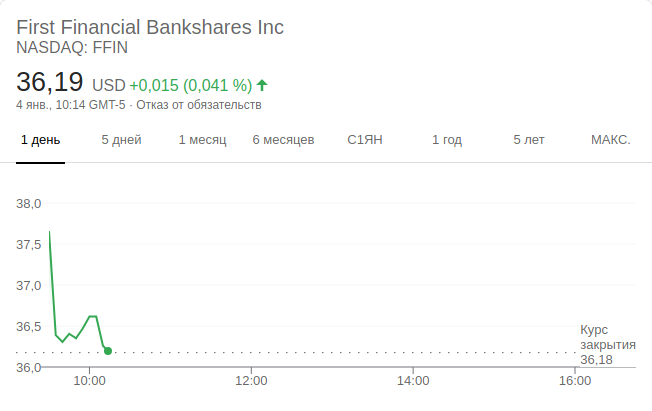 First Financial Bankshares Inc
NASDAQ: FFIN
36,19 USD +0,015 (0,041 %)
4 янв., 10:14 GMT-5 · Отказ от обязательств
1 день 5 дней 1 месяц 6 месяцев С1ЯН 1 год 5 лет МАКС.
38,0
37,5
37,0
36,5
36,0
Курс
закрытия
36,18
10:00 12:00 14:00 16:00